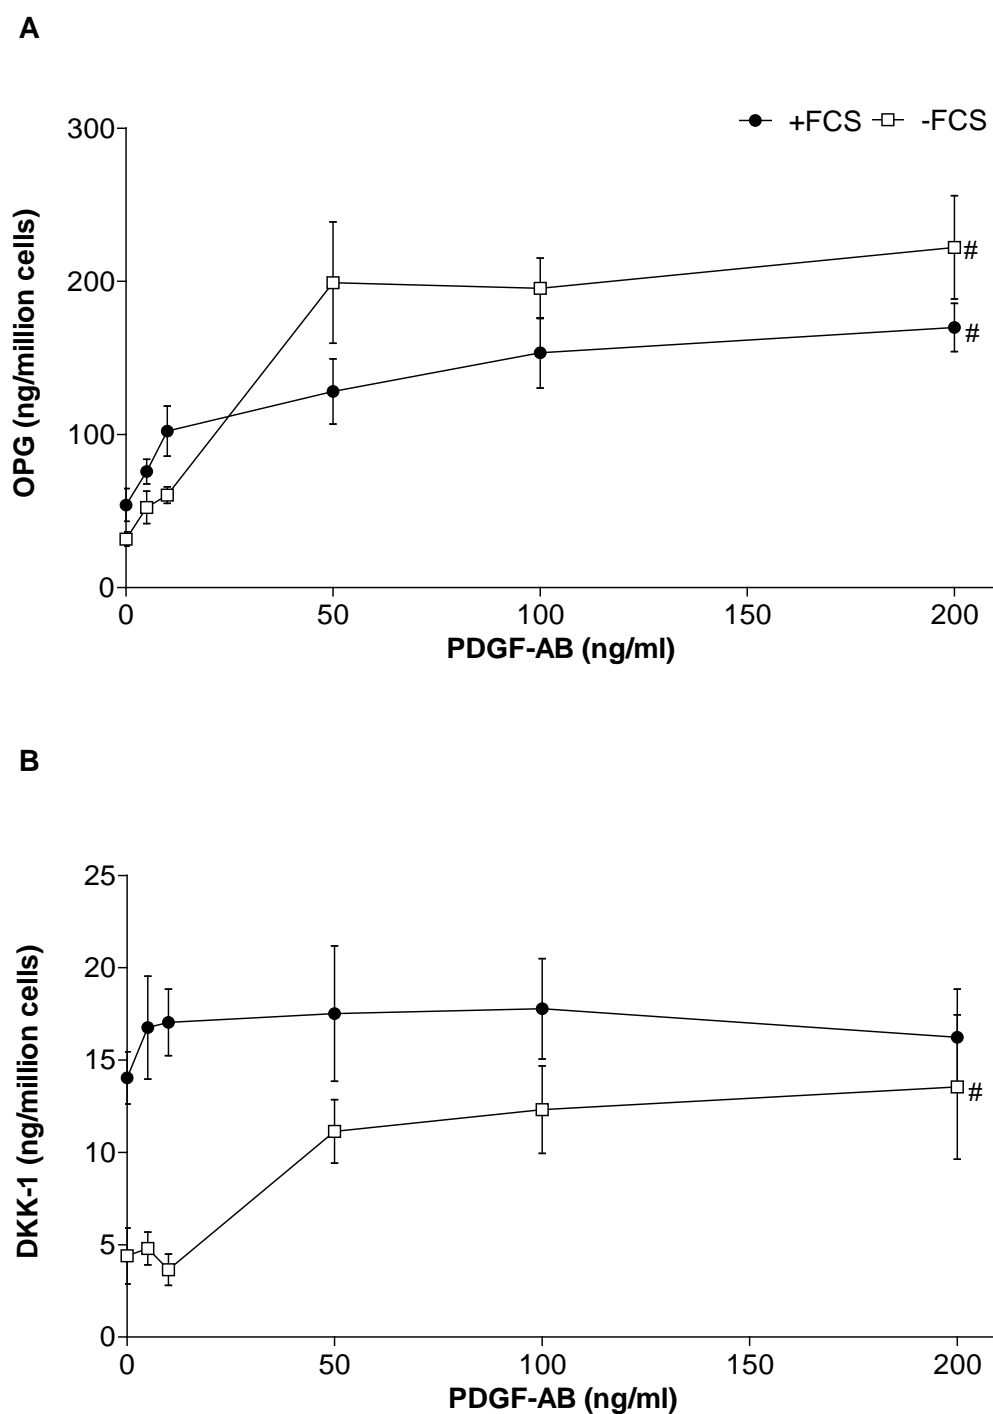 A
+FCS -FCS
300
200
100
0
OPG (ng/million cells)
#
#
0 50 100 150 200
PDGF-AB (ng/ml)
B
25
20
15
10
5
0
DKK-1 (ng/million cells)
#
0 50 100 150 200
PDGF-AB (ng/ml)